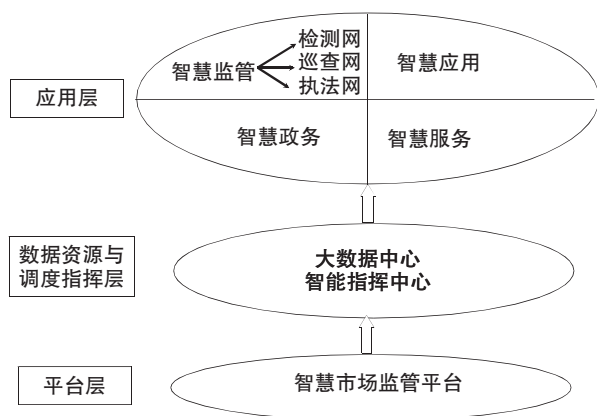 检测网
智慧监管
巡查网
执法网
智慧应用
应用层
智慧政务
智慧服务
数据资源与
调度指挥层
大数据中心
智能指挥中心
平台层
智慧市场监管平台